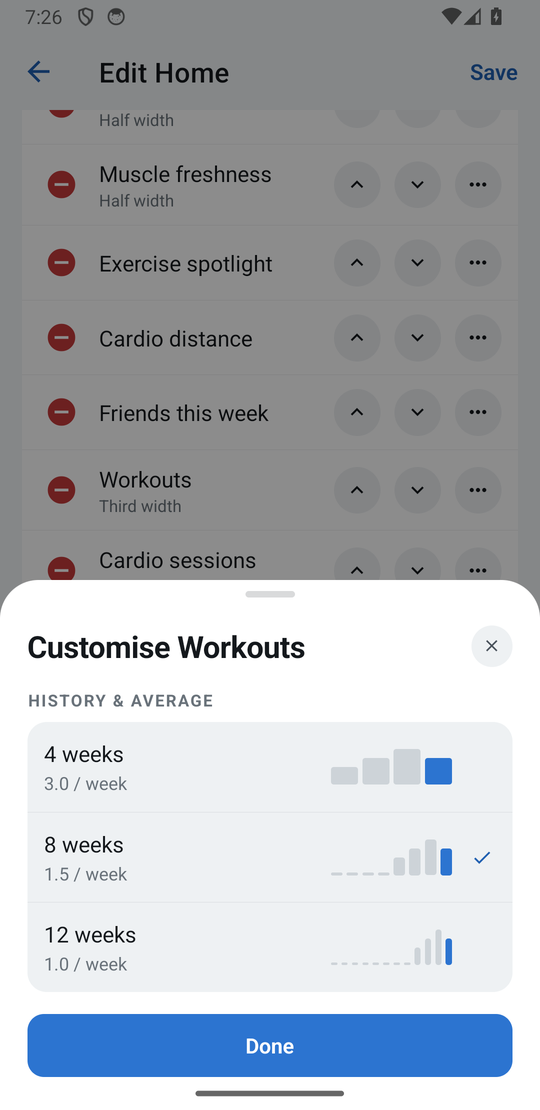 7:26
Edit Home
Save
Half width
Muscle freshness
Half width
Exercise spotlight
Cardio distance
Friends this week
Workouts
Third width
Cardio sessions
Customise Workouts
HISTORY & AVERAGE
4 weeks
3.0 / week
8 weeks
1.5 / week
12 weeks
1.0 / week
Done